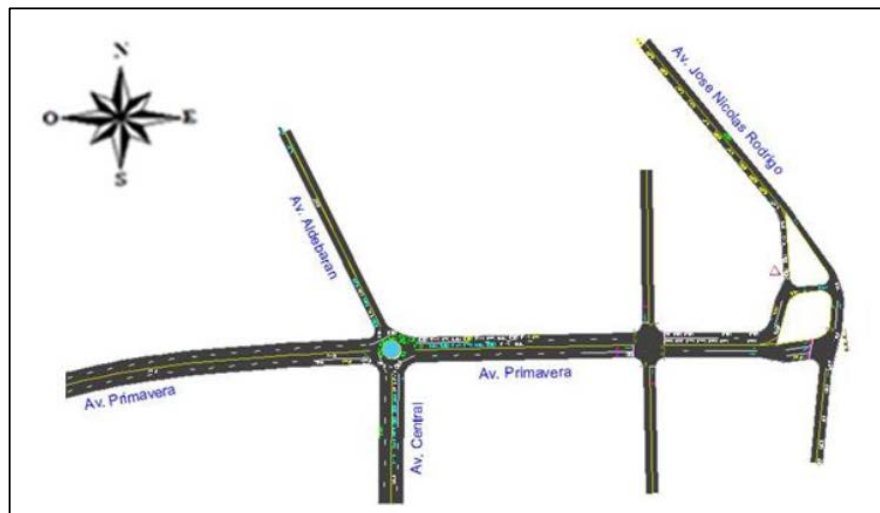 N
O E
S
Av. Jose Nicolas Rodrigo
Av. Aldebaran
Av. Primavera
Av. Primavera
Av. Central